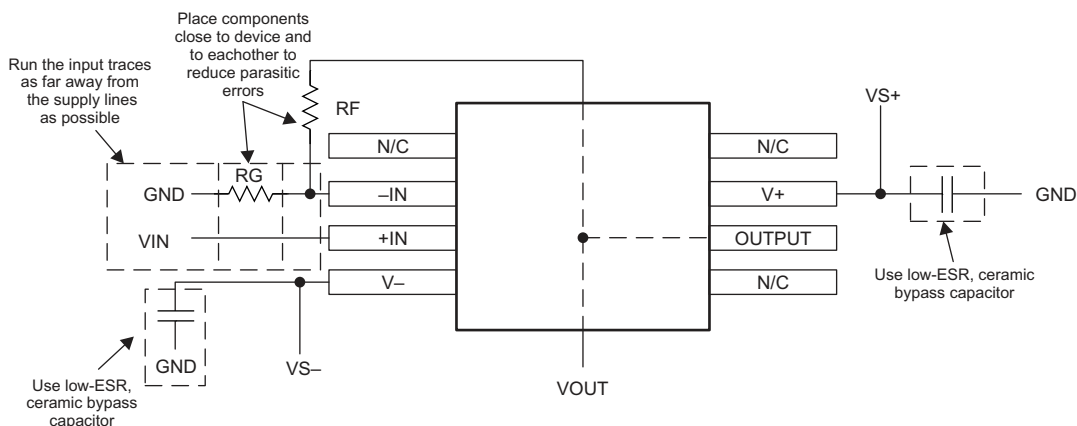 Place components
close to device and
to eachother to
reduce parasitic
errors
Run the input traces
as far away from
the supply lines
as possible
RF
VS+
N/C
N/C
RG
GND
–IN
V+
GND
VIN
+IN
OUTPUT
V–
N/C
Use low-ESR, ceramic
bypass capacitor
GND
VS–
VOUT
Use low-ESR,
ceramic bypass
capacitor